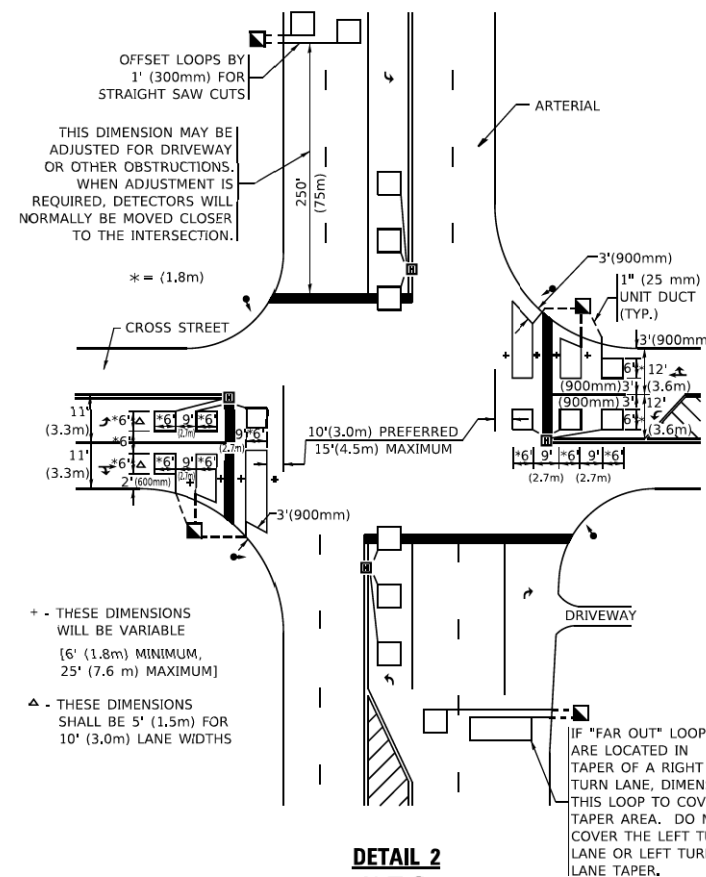 OFFSET LOOPS BY
1' (300mm) FOR
STRAIGHT SAW CUTS
ARTERIAL
THIS DIMENSION MAY BE
ADJUSTED FOR DRIVEWAY
OR OTHER OBSTRUCTIONS.
WHEN ADJUSTMENT IS
REQUIRED, DETECTORS WILL
NORMALLY BE MOVED CLOSER
TO THE INTERSECTION.
250'
(75m)
* = (1.8m)
3'(900mm)
1" (25 mm)
UNIT DUCT
(TYP.)
CROSS STREET
H
3'(900mm)
6'*
12'
(3.6m)
(900mm) 3'
(900mm) 3'
12'
6'*
(3.6m)
H
*6' 9' *6' 9' *6'
(2.7m) (2.7m)
H
11'
(3.3m)
*6'
*6' 9' *6'
(2.7m)
9'*6'
(2.7m)
*6'
11'
(3.3m)
*6'
*6' 9' *6'
(2.7m)
2' (600mm)
10'(3.0m) PREFERRED
15'(4.5m) MAXIMUM
3'(900mm)
H
+ - THESE DIMENSIONS
WILL BE VARIABLE
[6' (1.8m) MINIMUM,
25' (7.6 m) MAXIMUM]
△ - THESE DIMENSIONS
SHALL BE 5' (1.5m) FOR
10' (3.0m) LANE WIDTHS
DRIVEWAY
IF "FAR OUT" LOOP
ARE LOCATED IN
TAPER OF A RIGHT
TURN LANE, DIMEN
THIS LOOP TO COV
TAPER AREA. DO N
COVER THE LEFT TU
LANE OR LEFT TUR
LANE TAPER.
DETAIL 2